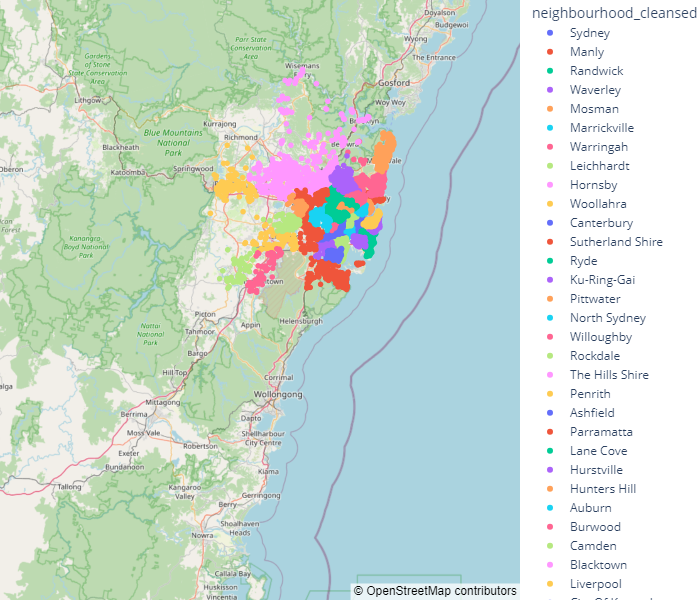 Doyalson
Budgewoi
Wyong
The Entrance
Parr State
Conservation
Area
Gardens
of Stone
State Conservation
Area
Wisemans
Gosford
Woy Woy
Lithgow
Kurrajong
Richmond
Blackheath
Blue Mountains
National
Park
Katoomba
Springwood
Oberon
Kanangra
Boyd National
Park
Nattai
National
Park
Picton
Tahmoor
Bargo
Appin
Helensburgh
Hill Top
Mittagong
Berrima
Moss Vale
Exeter
Bundanoon
Robertson
Tallong
Corrimal
Wollongong
Dapto
Shellharbour
City Centre
Kiama
Kangaroo
Valley
Gerringong
Berry
Shoalhaven
Heads
Nowra
Callala Bay
Huskisson
Vincentia
© OpenStreetMap contributors
neighbourhood_cleansed
Sydney
Manly
Randwick
Waverley
Mosman
Marrickville
Warringah
Leichhardt
Hornsby
Woollahra
Canterbury
Sutherland Shire
Ryde
Ku-Ring-Gai
Pittwater
North Sydney
Willoughby
Rockdale
The Hills Shire
Penrith
Ashfield
Parramatta
Lane Cove
Hurstville
Hunters Hill
Auburn
Burwood
Camden
Blacktown
Liverpool